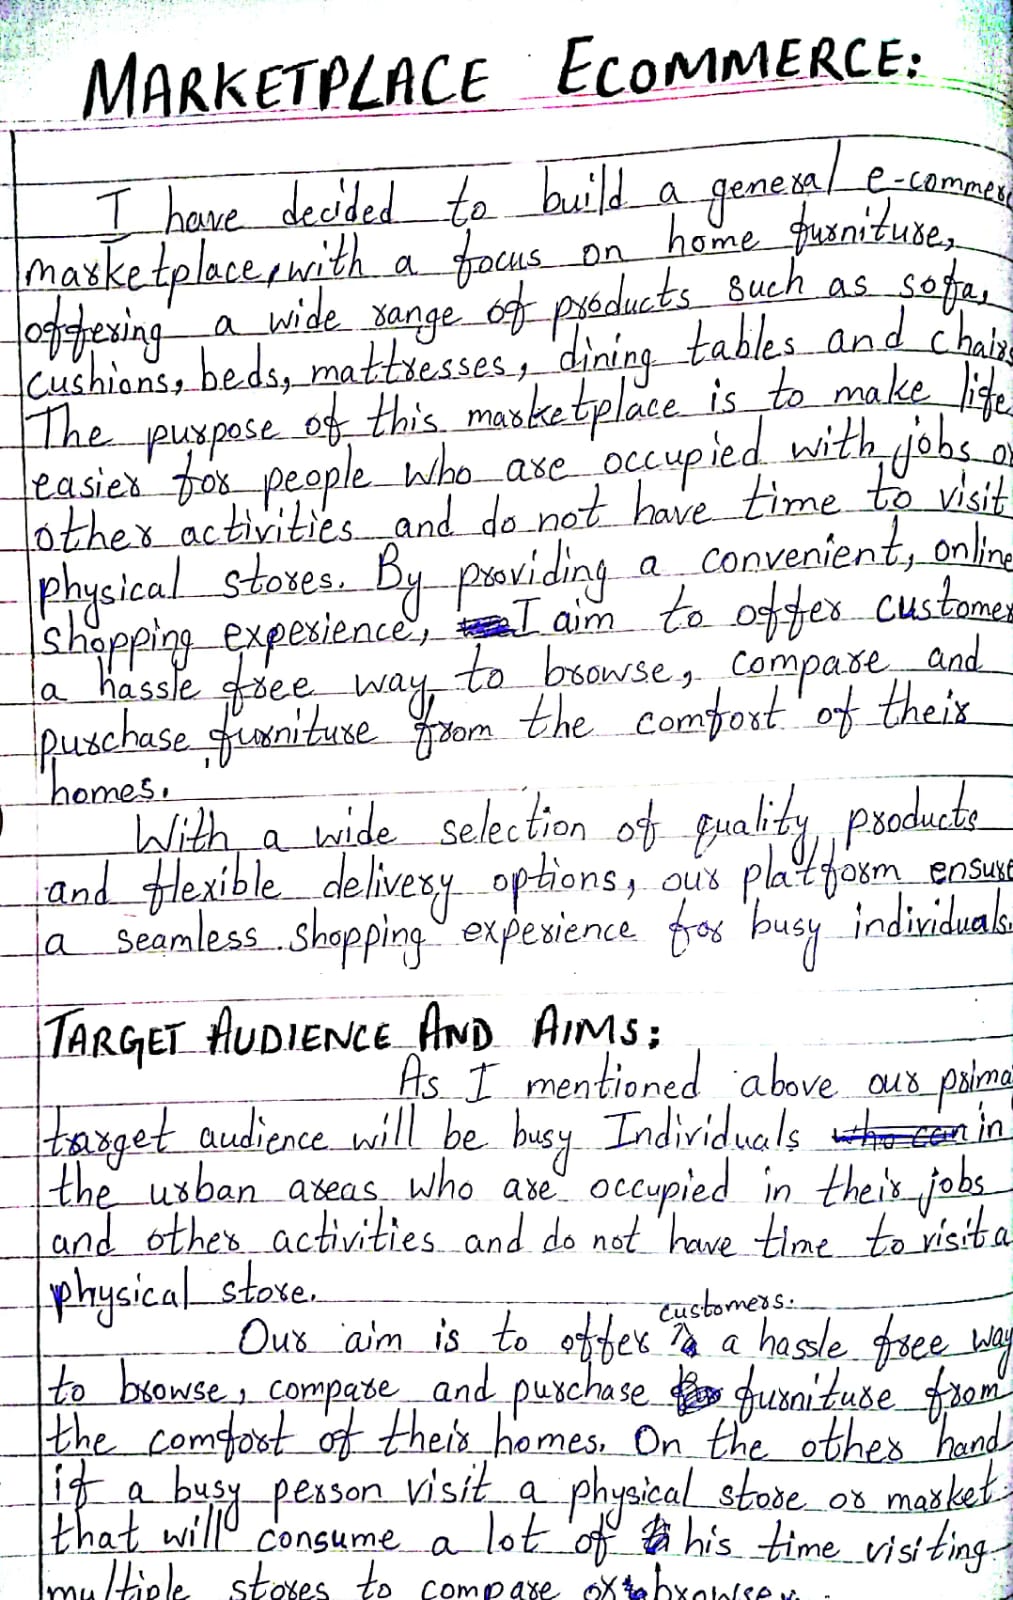 MARKETPLACE ECOMMERCE:
I have decided to build a general e-commerc
marketplace, with a focus on home furniture,
offering a wide range of products such as sofa,
cushions, beds, mattresses, dining tables and chairs
The purpose of this marketplace is to make life
easier for people who are occupied with jobs or
other activities and do not have time to visit
physical stores. By providing a convenient, online
shopping experience, I aim to offer customer
a hassle free way to browse, compare and
purchase furniture from the comfort of their
homes.
With a wide selection of quality products
and flexible delivery options, our platform ensure
a seamless shopping experience for busy individuals.
TARGET AUDIENCE AND AIMS:
As I mentioned above our prima
target audience will be busy Individuals who can in
the urban areas who are occupied in their jobs
and other activities and do not have time to visit a
physical store.
customers.
Our aim is to offer a hassle free way
to browse, compare and purchase furniture from
the comfort of their homes. On the other hand
if a busy person visit a physical store or market
that will consume a lot of his time visiting
multiple stores to compare or browse